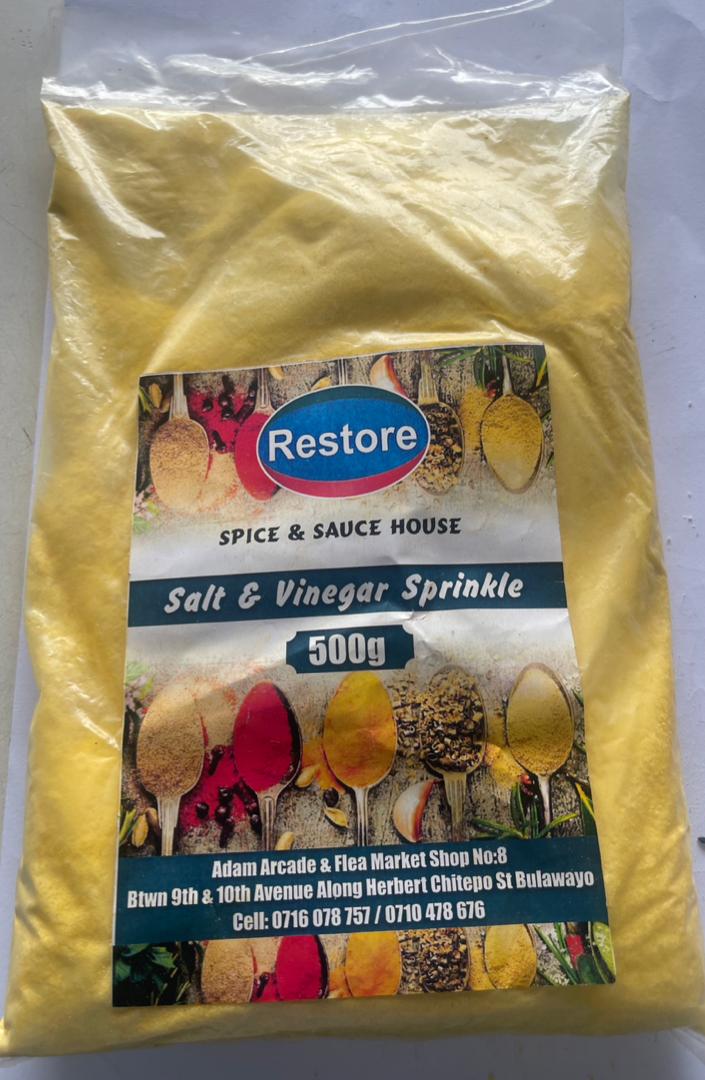 Restore
SPICE & SAUCE HOUSE
Salt & Vinegar Sprinkle
500g
Adam Arcade & Flea Market Shop No:8
Btwn 9th & 10th Avenue Along Herbert Chitepo St Bulawayo
Cell: 0716 078 757 / 0710 478 676